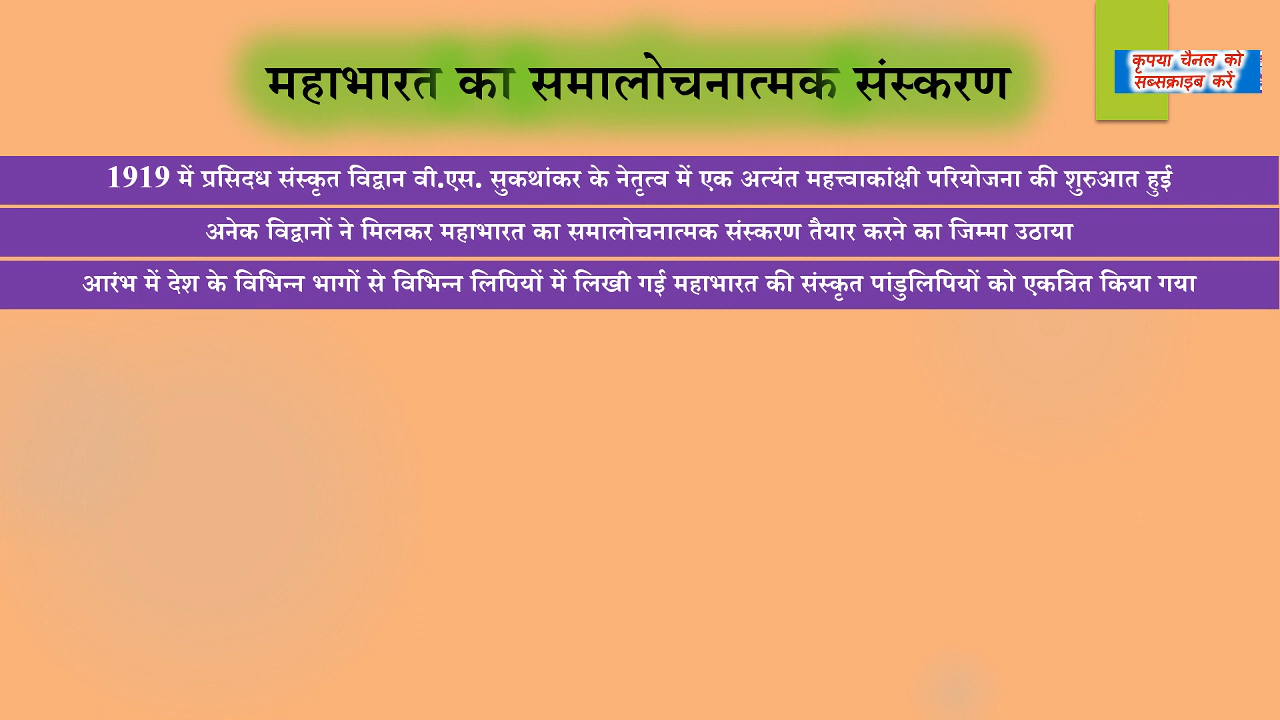 महाभारत का समालोचनात्मक संस्करण
कृपया चैनल को
सब्सक्राइब करें
1919 में प्रसिदध संस्कृत विद्वान वी.एस. सुकथांकर के नेतृत्व में एक अत्यंत महत्त्वाकांक्षी परियोजना की शुरुआत हुई
अनेक विद्वानों ने मिलकर महाभारत का समालोचनात्मक संस्करण तैयार करने का जिम्मा उठाया
आरंभ में देश के विभिन्न भागों से विभिन्न लिपियों में लिखी गई महाभारत की संस्कृत पांडुलिपियों को एकत्रित किया गया